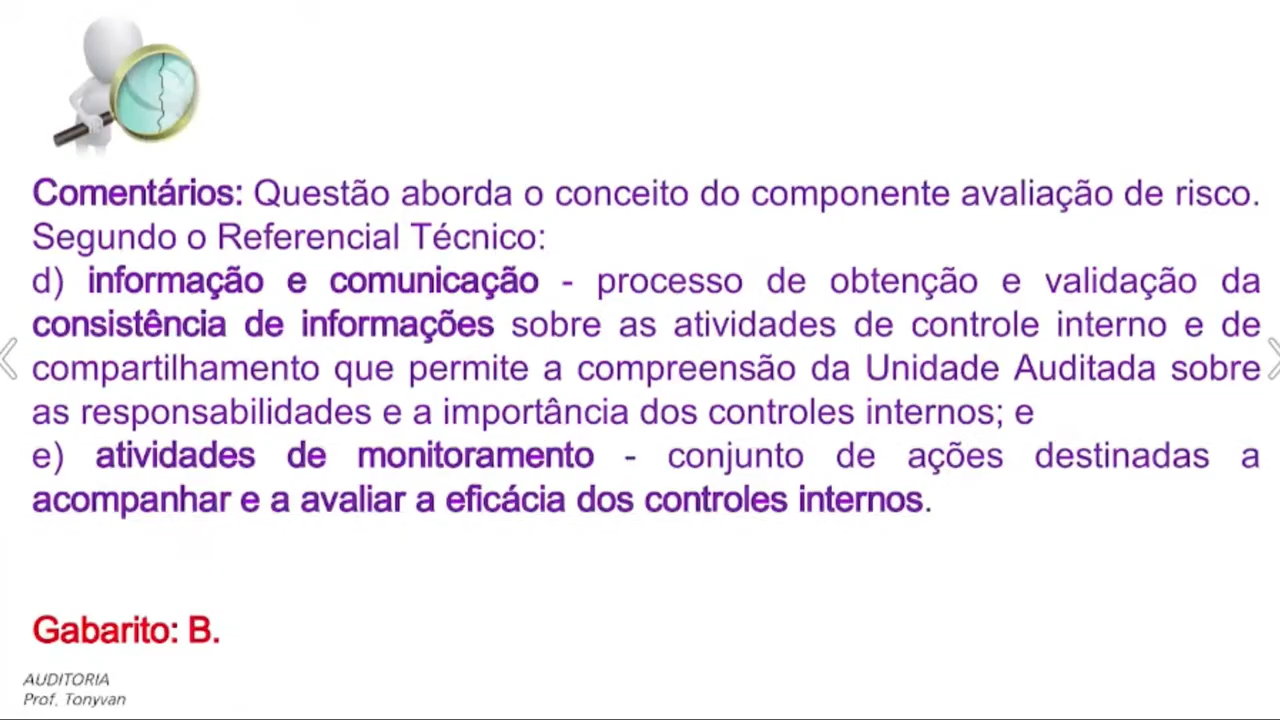 Comentários: Questão aborda o conceito do componente avaliação de risco.
Segundo o Referencial Técnico:
d) informação e comunicação - processo de obtenção e validação da
consistência de informações sobre as atividades de controle interno e de
compartilhamento que permite a compreensão da Unidade Auditada sobre
as responsabilidades e a importância dos controles internos; e
e) atividades de monitoramento - conjunto de ações destinadas a
acompanhar e a avaliar a eficácia dos controles internos.
Gabarito: B.
AUDITORIA
Prof. Tonyvan